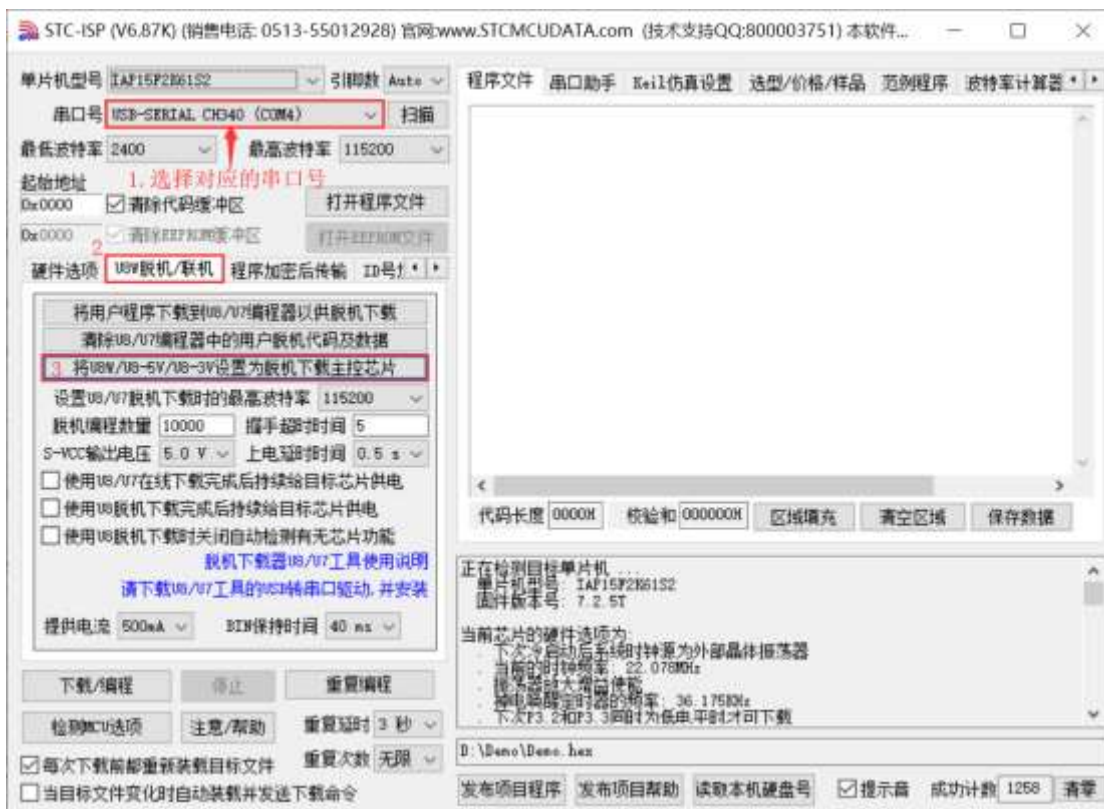 STC-ISP (V6.87K) (销售电话: 0513-55012928) 官网:www.STCMCUDATA.com (技术支持QQ:800003751) 本软件...
单片机型号 IAP15F2K61S2 引脚数 Auto
串口号 USB-SERIAL CH340 (COM4) 扫描
最低波特率 2400 最高波特率 115200
1.选择对应的串口号
起始地址
0x0000 清除代码缓冲区 打开程序文件
0x0000 清除EEPROM缓冲区 打开EEPROM文件
2
硬件选项 U8W脱机/联机 程序加密后传输 ID号
将用户程序下载到U8/U7编程器以供脱机下载
清除U8/U7编程器中的用户脱机代码及数据
3 将U8W/U8-5V/U8-3V设置为脱机下载主控芯片
设置U8/U7脱机下载时的最高波特率 115200
脱机编程数量 10000 握手超时时间 5
S-VCC输出电压 5.0 V 上电延时时间 0.5 s
使用U8/U7在线下载完成后持续给目标芯片供电
使用U8脱机下载完成后持续给目标芯片供电
使用U8脱机下载时关闭自动检测有无芯片功能
脱机下载器U8/U7工具使用说明
请下载U8/U7工具的USB转串口驱动,并安装
提供电流 500mA BIN保持时间 40 ms
下载/编程 停止 重复编程
检测MCU选项 注意/帮助 重复延时 3 秒
重复次数 无限
每次下载前都重新装载目标文件
当目标文件变化时自动装载并发送下载命令
程序文件 串口助手 Keil仿真设置 选型/价格/样品 范例程序 波特率计算器
代码长度 0000H 校验和 000000H 区域填充 清空区域 保存数据
正在检测目标单片机 ...
单片机型号: IAP15F2K61S2
固件版本号: 7.2.5T
当前芯片的硬件选项为:
. 下次冷启动后系统时钟源为外部晶体振荡器
. 当前的时钟频率: 22.078MHz
. 振荡器的放大增益使能
. 掉电唤醒定时器的频率: 36.175KHz
. 下次P3.2和P3.3同时为低电平时才可下载
D:\Demo\Demo.hex
发布项目程序 发布项目帮助 读取本机硬盘号 提示音 成功计数 1258 清零